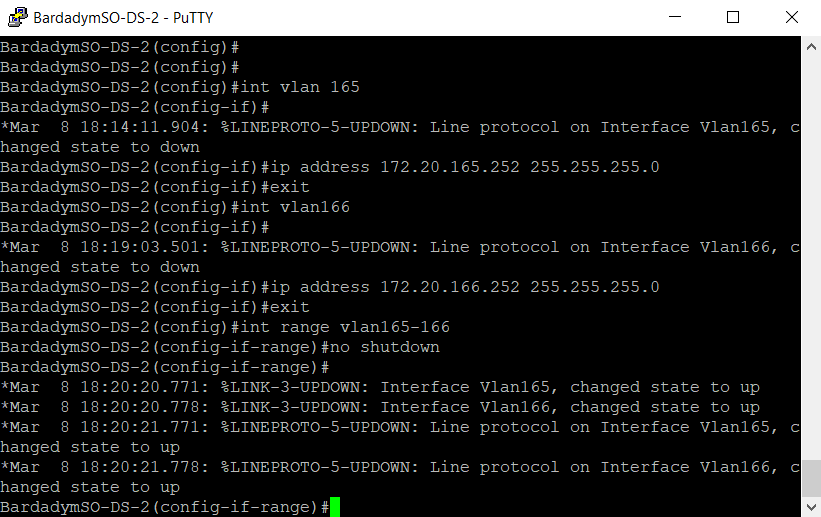 BardadymSO-DS-2 - PuTTY
BardadymSO-DS-2(config)#
BardadymSO-DS-2(config)#
BardadymSO-DS-2(config)#int vlan 165
BardadymSO-DS-2(config-if)#
*Mar  8 18:14:11.904: %LINEPROTO-5-UPDOWN: Line protocol on Interface Vlan165, c
hanged state to down
BardadymSO-DS-2(config-if)#ip address 172.20.165.252 255.255.255.0
BardadymSO-DS-2(config-if)#exit
BardadymSO-DS-2(config)#int vlan166
BardadymSO-DS-2(config-if)#
*Mar  8 18:19:03.501: %LINEPROTO-5-UPDOWN: Line protocol on Interface Vlan166, c
hanged state to down
BardadymSO-DS-2(config-if)#ip address 172.20.166.252 255.255.255.0
BardadymSO-DS-2(config-if)#exit
BardadymSO-DS-2(config)#int range vlan165-166
BardadymSO-DS-2(config-if-range)#no shutdown
BardadymSO-DS-2(config-if-range)#
*Mar  8 18:20:20.771: %LINK-3-UPDOWN: Interface Vlan165, changed state to up
*Mar  8 18:20:20.778: %LINK-3-UPDOWN: Interface Vlan166, changed state to up
*Mar  8 18:20:21.771: %LINEPROTO-5-UPDOWN: Line protocol on Interface Vlan165, c
hanged state to up
*Mar  8 18:20:21.778: %LINEPROTO-5-UPDOWN: Line protocol on Interface Vlan166, c
hanged state to up
BardadymSO-DS-2(config-if-range)#